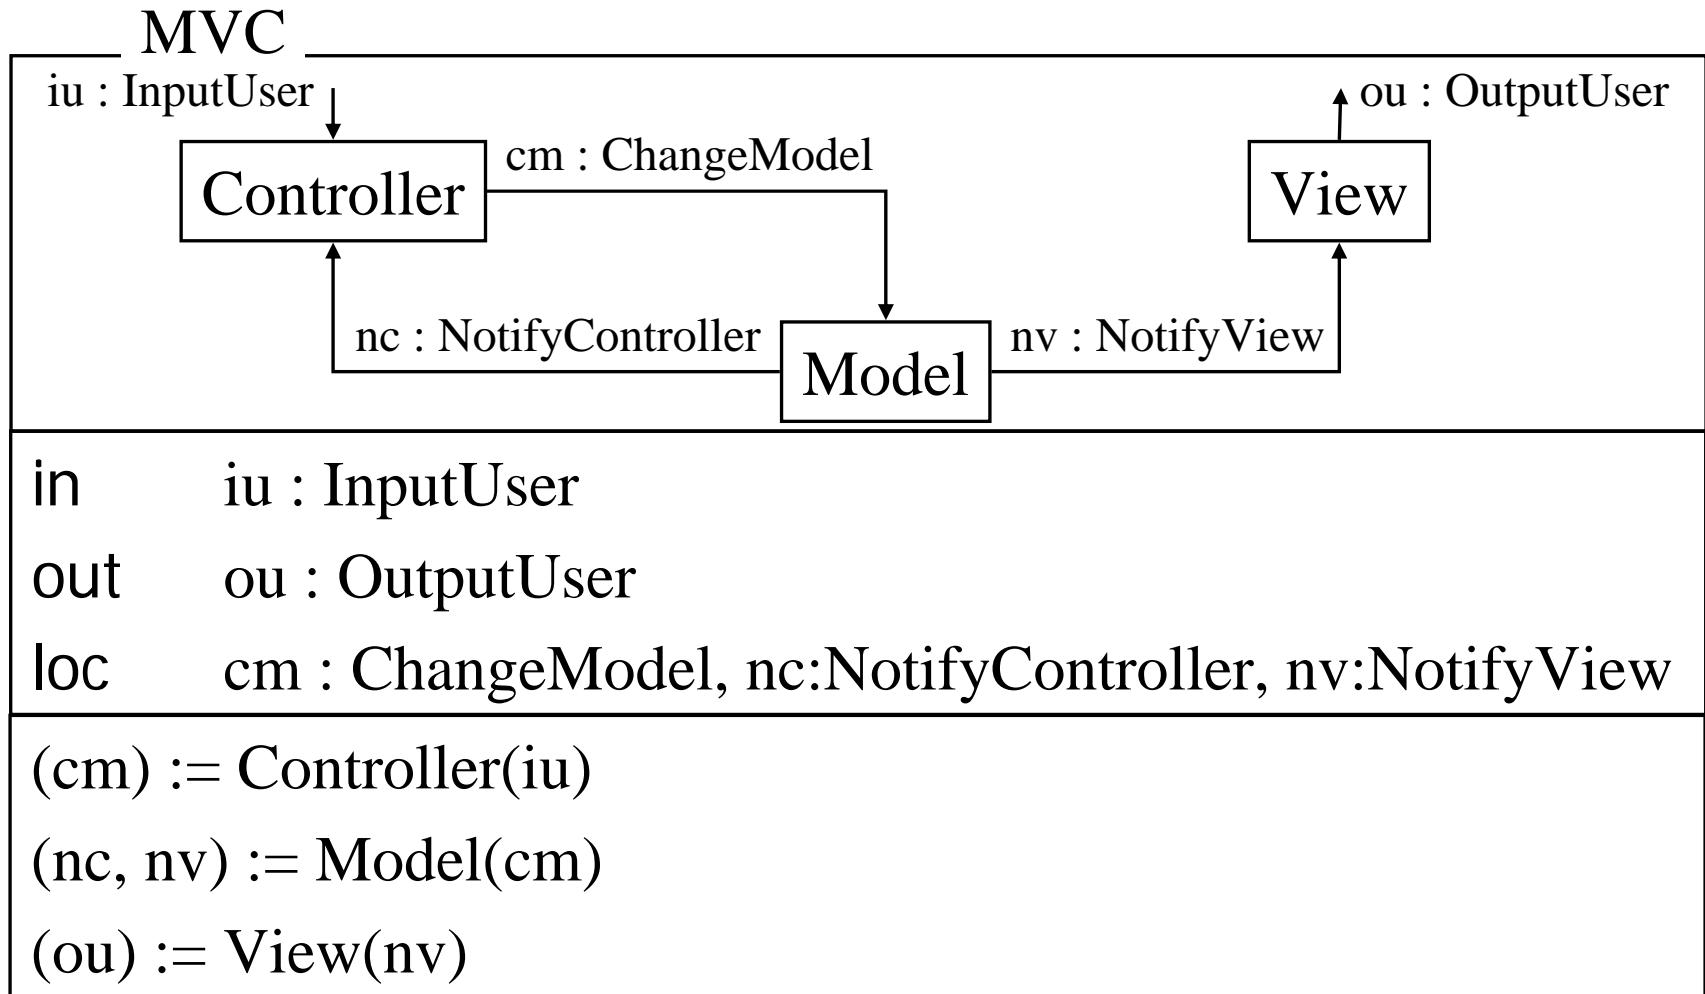 MVC
iu : InputUser
ou : OutputUser
cm : ChangeModel
Controller
View
nc : NotifyController
nv : NotifyView
Model
in iu : InputUser
out ou : OutputUser
loc cm : ChangeModel, nc:NotifyController, nv:NotifyView
(cm) := Controller(iu)
(nc, nv) := Model(cm)
(ou) := View(nv)